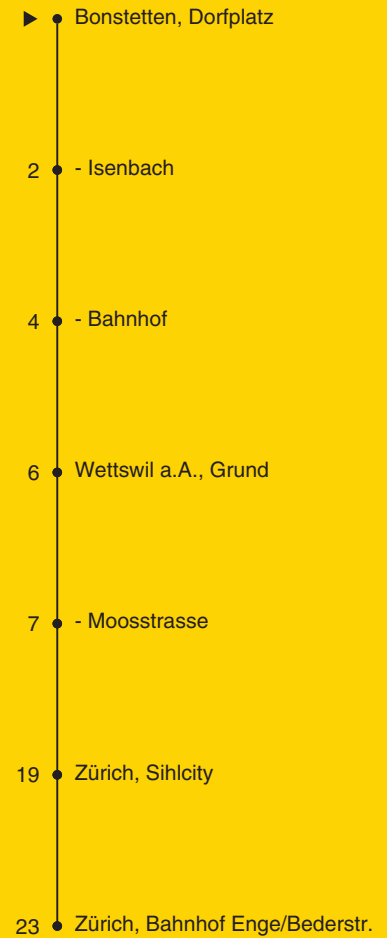 Bonstetten, Dorfplatz
2 - Isenbach
4 - Bahnhof
6 Wettswil a.A., Grund
7 - Moosstrasse
19 Zürich, Sihlcity
23 Zürich, Bahnhof Enge/Bederstr.